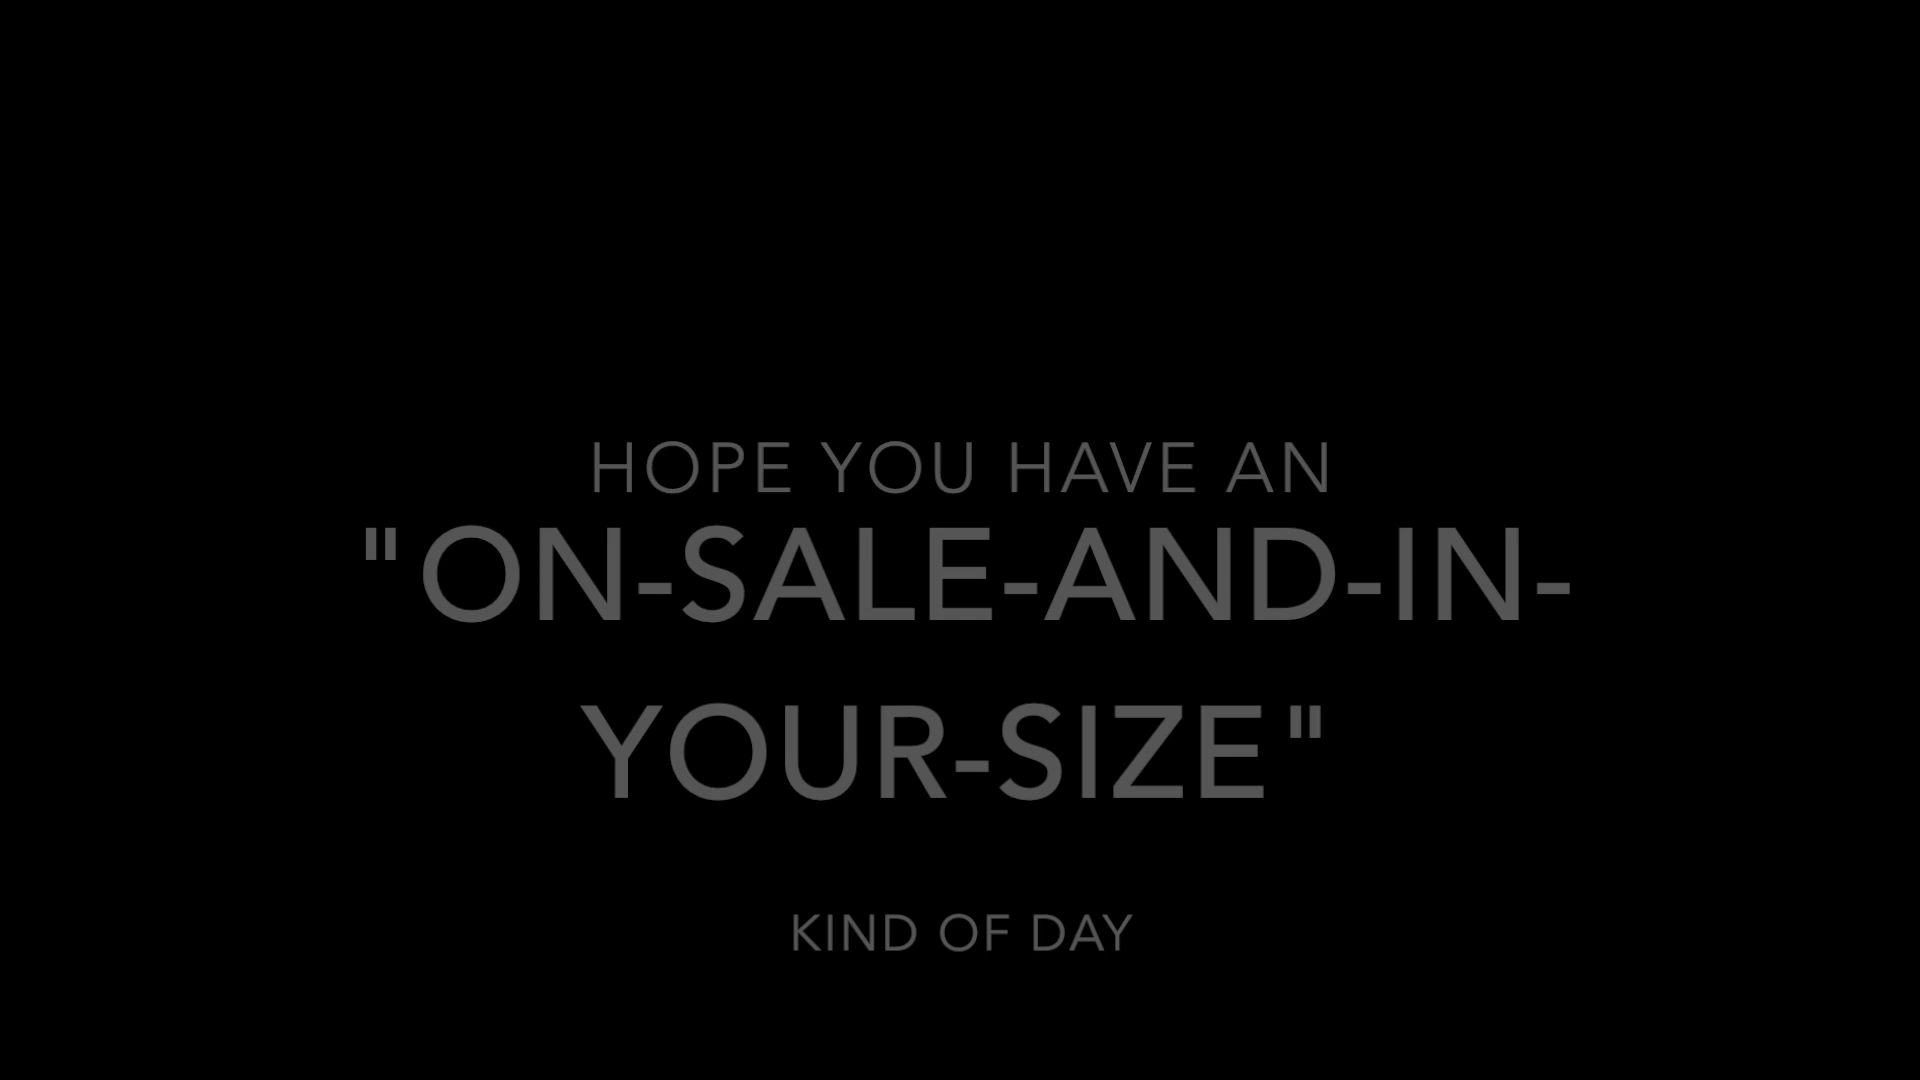 HOPE YOU HAVE AN
"ON-SALE-AND-IN-
YOUR-SIZE"
KIND OF DAY